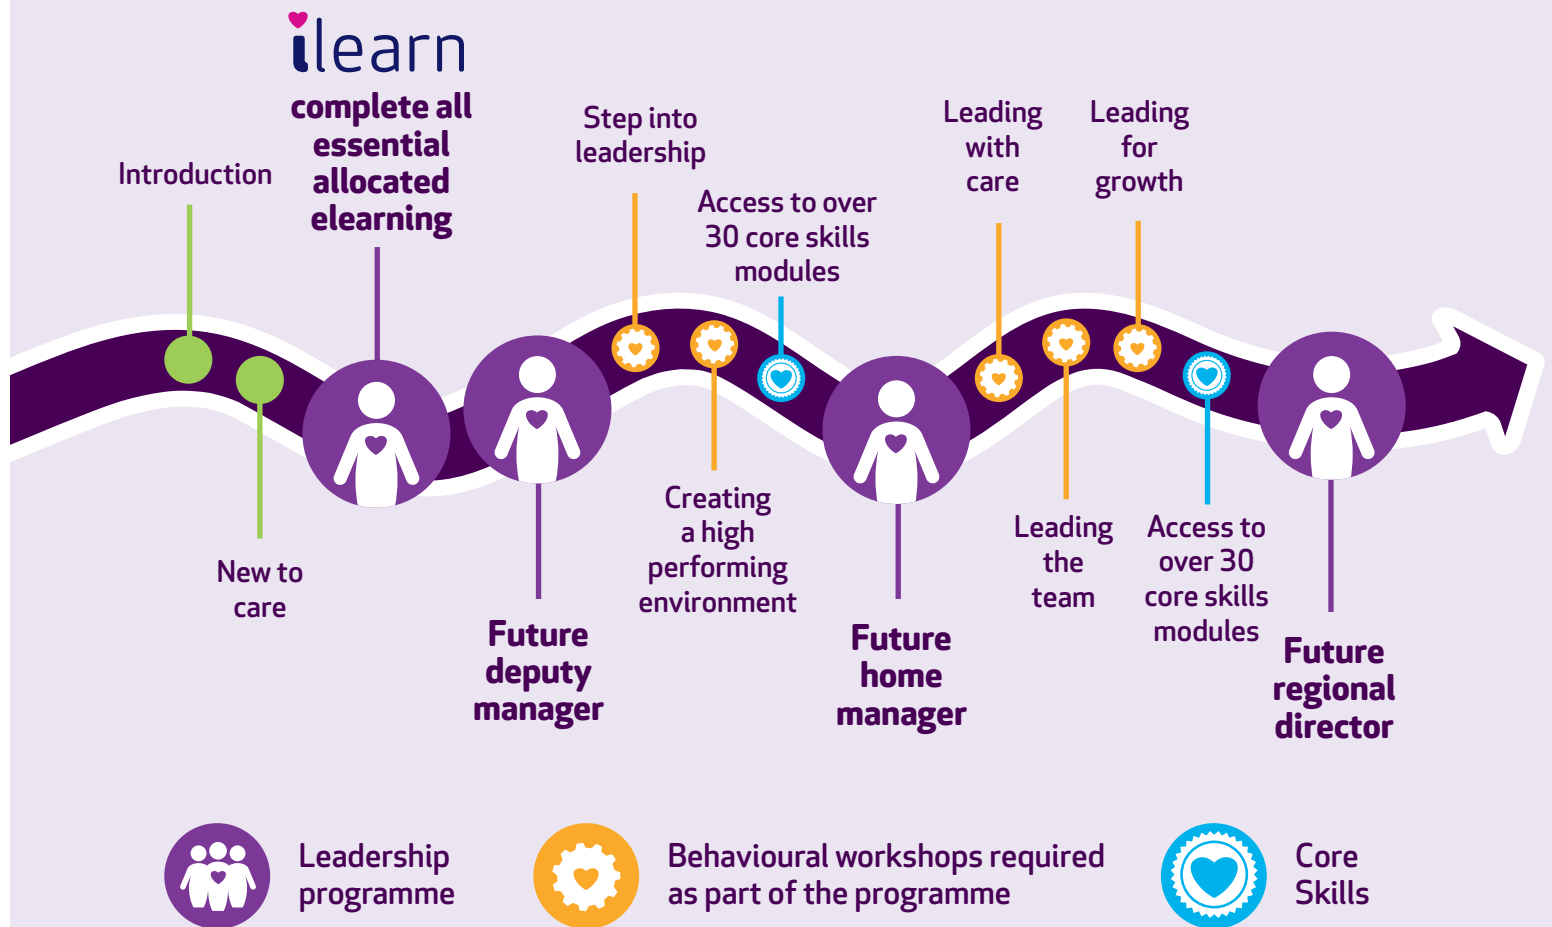 ilearn
complete all
essential
allocated
elearning
Introduction
New to
care
Future
deputy
manager
Step into
leadership
Creating
a high
performing
environment
Access to over
30 core skills
modules
Future
home
manager
Leading
with
care
Leading
the
team
Leading
for
growth
Access to
over 30
core skills
modules
Future
regional
director
Leadership
programme
Behavioural workshops required
as part of the programme
Core
Skills